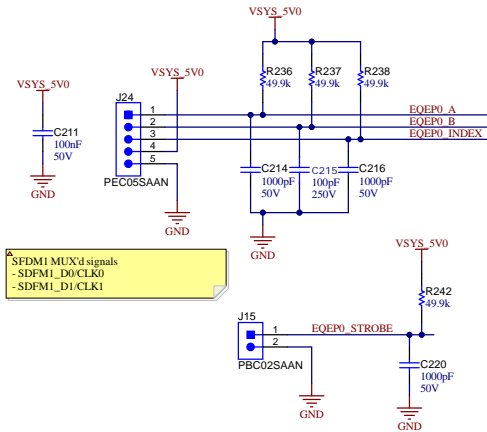 VSYS_5V0
VSYS_5V0
VSYS_5V0
R236
49.9k
R237
49.9k
R238
49.9k
J24
1
2
3
4
5
PEC05SAAN
EQEP0_A
EQEP0_B
EQEP0_INDEX
C211
100nF
50V
GND
C214
1000pF
50V
C215
100pF
250V
C216
1000pF
50V
GND
GND
SFDM1 MUX'd signals
- SDFM1_D0/CLK0
- SDFM1_D1/CLK1
VSYS_5V0
R242
49.9k
J15
1
2
PBC02SAAN
EQEP0_STROBE
C220
1000pF
50V
GND
GND